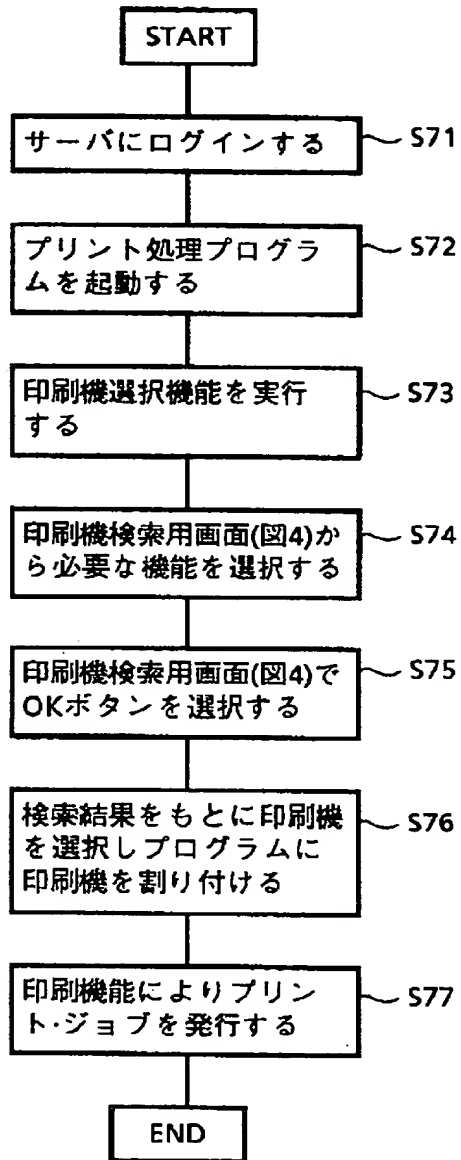 START
サーバにログインする
S71
プリント処理プログラ
ムを起動する
S72
印刷機選択機能を実行
する
S73
印刷機検索用画面(図4)か
ら必要な機能を選択する
S74
印刷機検索用画面(図4)で
OKボタンを選択する
S75
検索結果をもとに印刷機
を選択しプログラムに
印刷機を割り付ける
S76
印刷機能によりプリン
ト·ジョブを発行する
S77
END